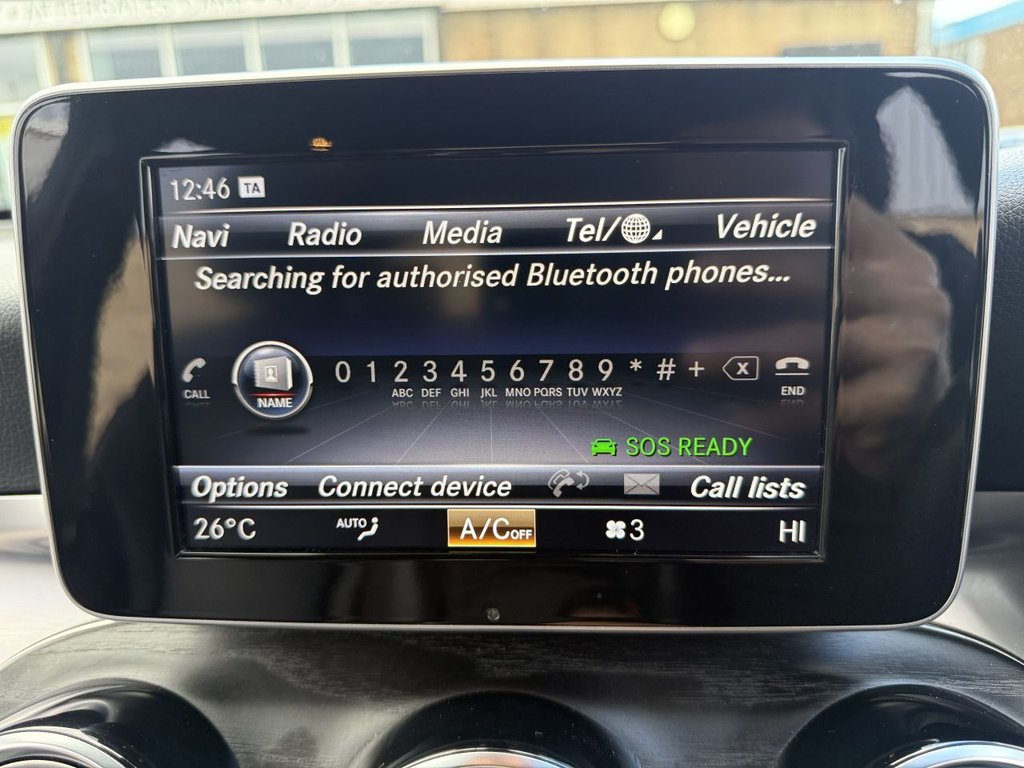 12:46 TA
Navi Radio Media Tel/ Vehicle
Searching for authorised Bluetooth phones...
0 1 2 3 4 5 6 7 8 9 * # +
CALL NAME ABC DEF GHI JKL MNO PQRS TUV WXYZ END
SOS READY
Options Connect device Call lists
26°C AUTO A/C OFF 3 HI